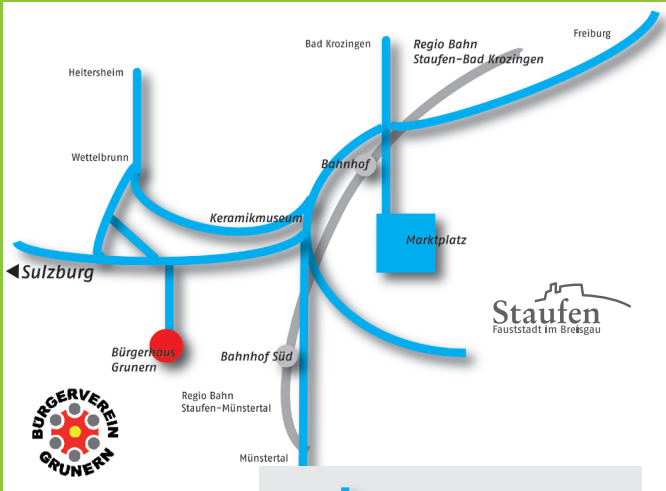 Freiburg
Bad Krozingen
Regio Bahn
Staufen-Bad Krozingen
Heitersheim
Wettelbrunn
Bahnhof
Keramikmuseum
Marktplatz
Sulzburg
Staufen
Fauststadt im Breisgau
Bürgerhaus
Grunern
Bahnhof Süd
Regio Bahn
Staufen-Münstertal
BÜRGERVEREIN
GRUNERN
Münstertal